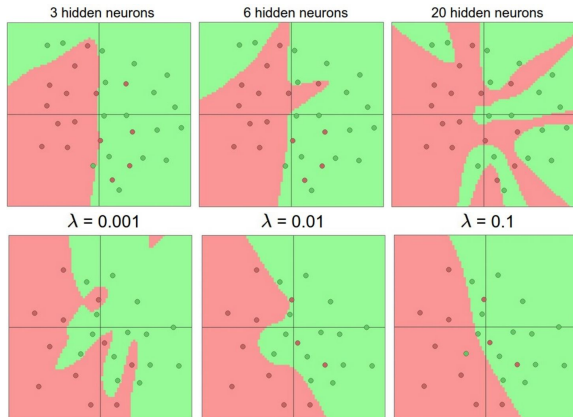 3 hidden neurons 6 hidden neurons 20 hidden neurons
λ = 0.001 λ = 0.01 λ = 0.1